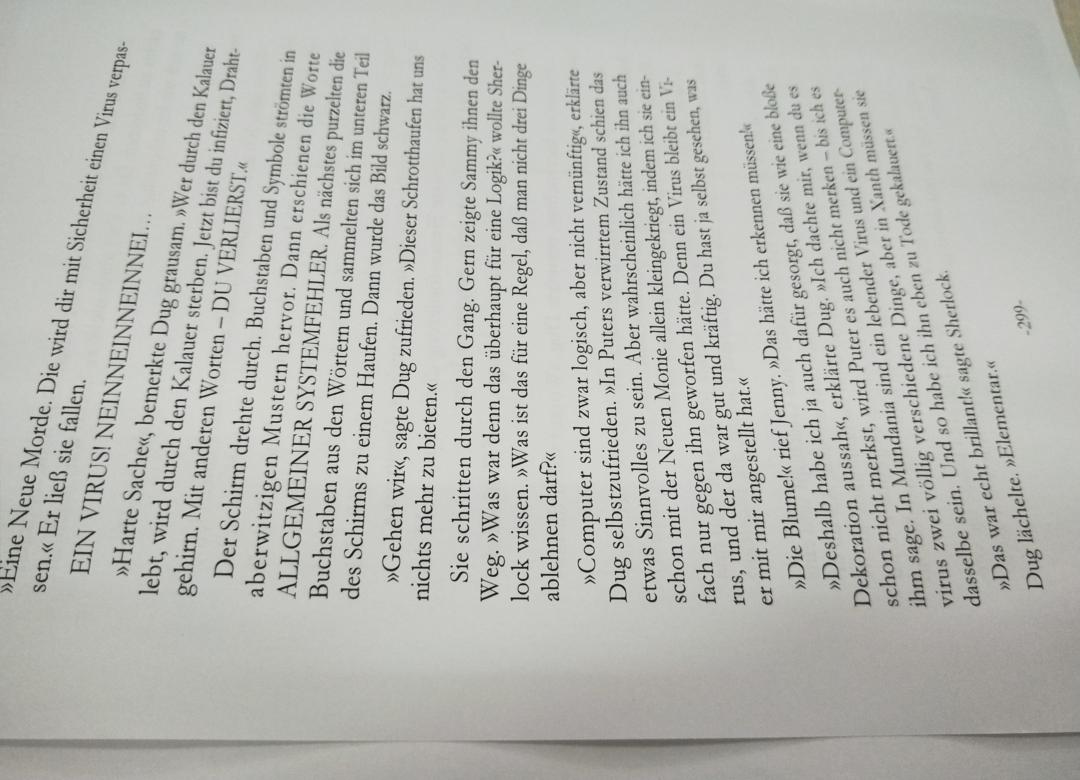 »Eine Neue Morde. Die wird dir mit Sicherheit einen Virus verpas-
sen.« Er ließ sie fallen.
EIN VIRUS! NEINNEINNEINNEI…
»Harte Sache«, bemerkte Dug grausam. »Wer durch den Kalauer
lebt, wird durch den Kalauer sterben. Jetzt bist du infiziert, Draht-
gehirn. Mit anderen Worten – DU VERLIERST.«
Der Schirm drehte durch. Buchstaben und Symbole strömten in
aberwitzigen Mustern hervor. Dann erschienen die Worte
ALLGEMEINER SYSTEMFEHLER. Als nächstes purzelten die
Buchstaben aus den Wörtern und sammelten sich im unteren Teil
des Schirms zu einem Haufen. Dann wurde das Bild schwarz.
»Gehen wir«, sagte Dug zufrieden. »Dieser Schrotthaufen hat uns
nichts mehr zu bieten.«
Sie schritten durch den Gang. Gern zeigte Sammy ihnen den
Weg. »Was war denn das überhaupt für eine Logik?« wollte Sher-
lock wissen. »Was ist das für eine Regel, daß man nicht drei Dinge
ablehnen darf?«
»Computer sind zwar logisch, aber nicht vernünftig«, erklärte
Dug selbstzufrieden. »In Puters verwirrtem Zustand schien das
etwas Sinnvolles zu sein. Aber wahrscheinlich hätte ich ihn auch
schon mit der Neuen Monie allein kleingekriegt, indem ich sie ein-
fach nur gegen ihn geworfen hätte. Denn ein Virus bleibt ein Vi-
rus, und der da war gut und kräftig. Du hast ja selbst gesehen, was
er mit mir angestellt hat.«
»Die Blume!« rief Jenny. »Das hätte ich erkennen müssen!«
»Deshalb habe ich ja auch dafür gesorgt, daß sie wie eine bloße
Dekoration aussah«, erklärte Dug. »Ich dachte mir, wenn du es
schon nicht merkst, wird Puter es auch nicht merken – bis ich es
ihm sage. In Mundania sind ein lebender Virus und ein Computer-
virus zwei völlig verschiedene Dinge, aber in Xanth müssen sie
dasselbe sein. Und so habe ich ihn eben zu Tode gekalauert.«
»Das war echt brillant!« sagte Sherlock.
Dug lächelte. »Elementar.«
-299-